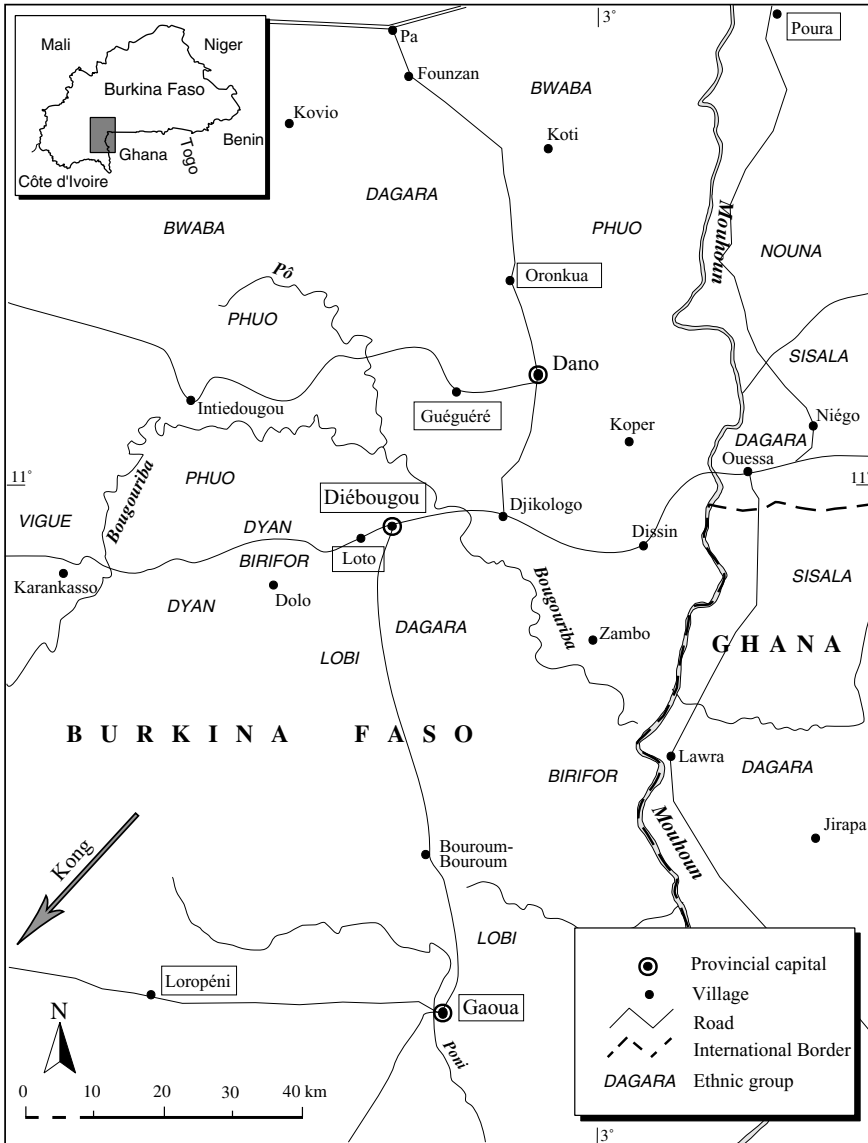 Mali
Niger
Burkina Faso
Benin
Togo
Ghana
Côte d'Ivoire
3°
Pa
Poura
Founzan
BWABA
Kovio
Koti
DAGARA
Mouhoun
BWABA
PHUO
NOUNA
Pô
Oronkua
PHUO
SISALA
Dano
Intiedougou
Guéguéré
Koper
Niégo
DAGARA
Ouessa
11°
11°
PHUO
Bougouriba
Diébougou
VIGUE
DYAN
Djikologo
Dissin
Loto
BIRIFOR
Karankasso
Dolo
Bougouriba
SISALA
DYAN
DAGARA
Zambo
LOBI
GHANA
BURKINA FASO
Lawra
BIRIFOR
DAGARA
Mouhoun
Jirapa
Kong
Bouroum-
Bouroum
LOBI
Loropéni
Gaoua
N
Poni
0 10 20 30 40 km
Provincial capital
Village
Road
International Border
DAGARA Ethnic group
3°